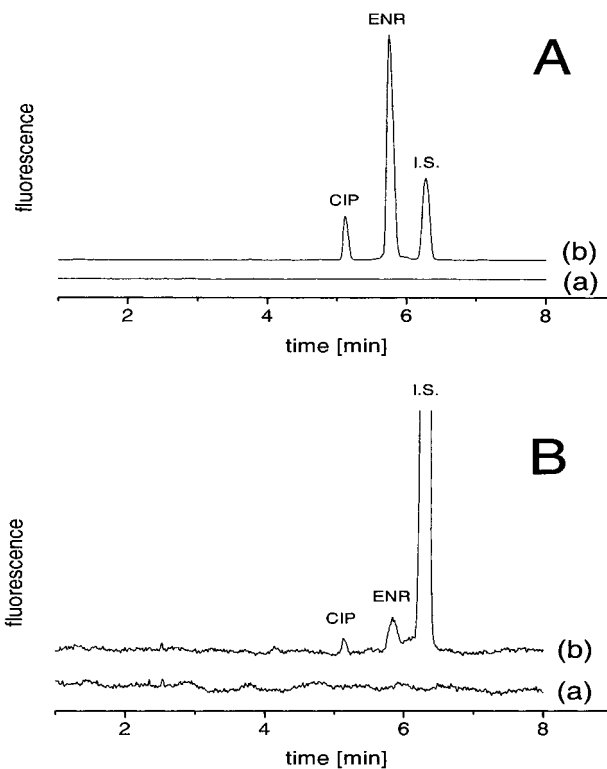 ENR
A
fluorescence
I.S.
CIP
(b)
(a)
2
4
6
8
time [min]
I.S.
B
fluorescence
ENR
CIP
(b)
(a)
2
4
6
8
time [min]